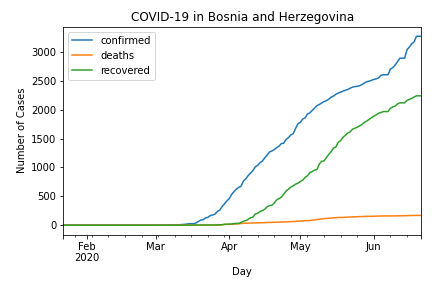 COVID-19 in Bosnia and Herzegovina
confirmed
deaths
recovered
Number of Cases
3000
2500
2000
1500
1000
500
0
Feb
2020
Mar
Apr
May
Jun
Day